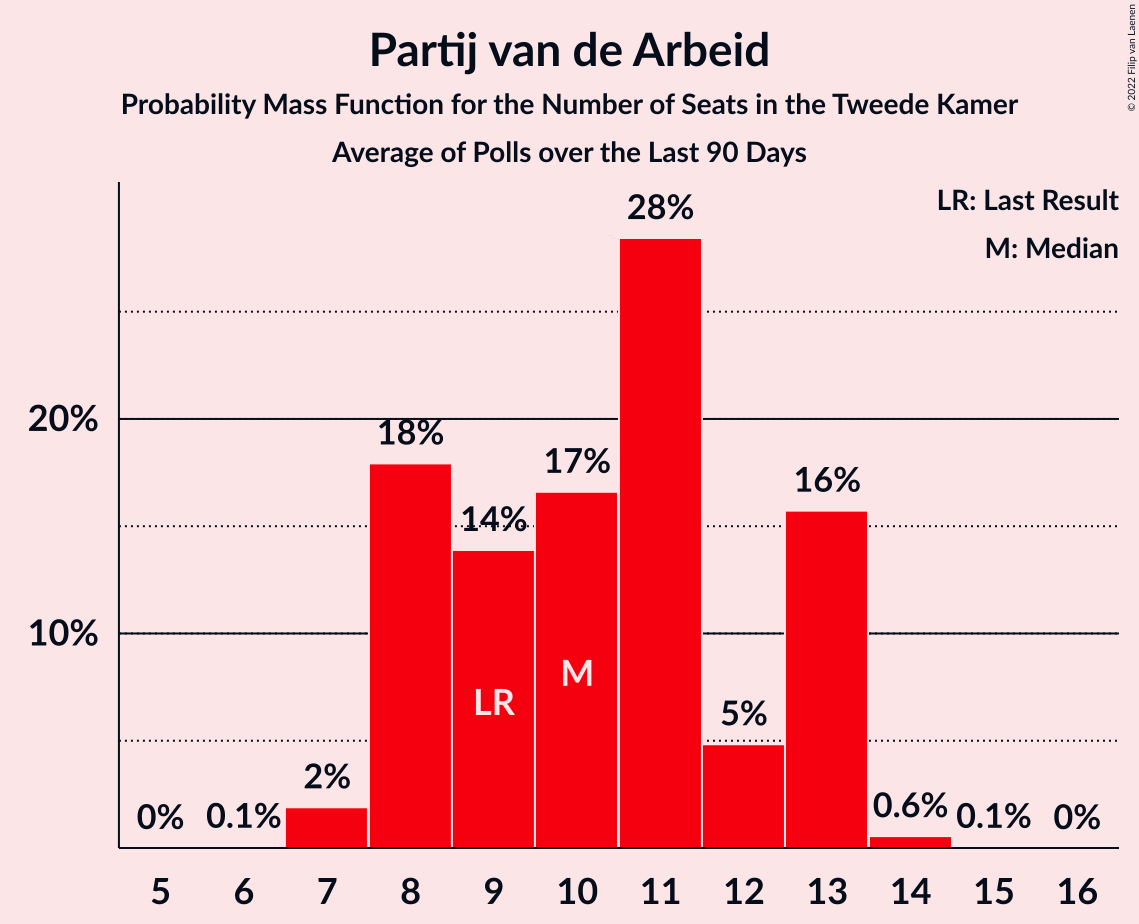 Partij van de Arbeid
Probability Mass Function for the Number of Seats in the Tweede Kamer
Average of Polls over the Last 90 Days
© 2022 Filip van Laenen
LR: Last Result
M: Median
28%
20%
18%
17%
16%
14%
10%
M
LR
5%
2%
0%
0.1%
0.6%
0.1%
0%
5 6 7 8 9 10 11 12 13 14 15 16